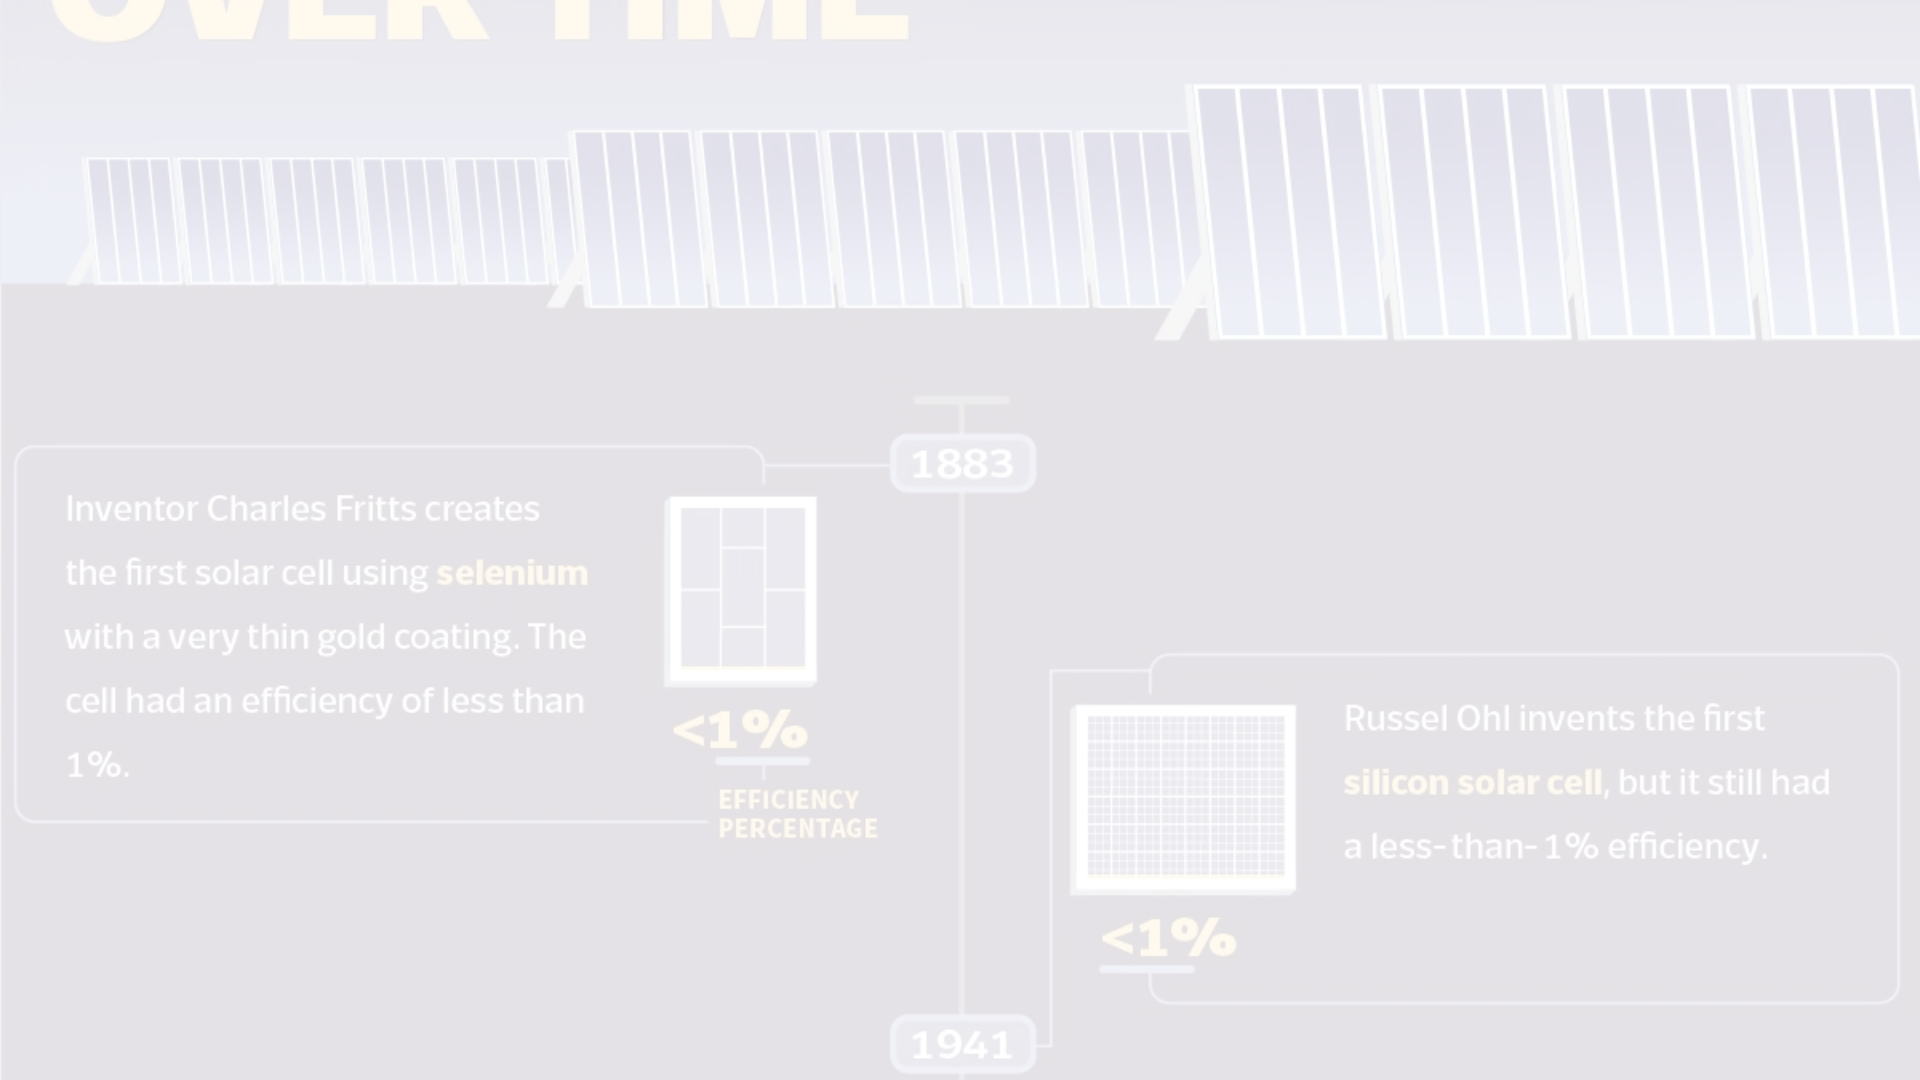 OVER TIME
1883
Inventor Charles Fritts creates
the first solar cell using selenium
with a very thin gold coating. The
cell had an efficiency of less than
1%.
<1%
EFFICIENCY
PERCENTAGE
Russel Ohl invents the first
silicon solar cell, but it still had
a less-than-1% efficiency.
<1%
1941